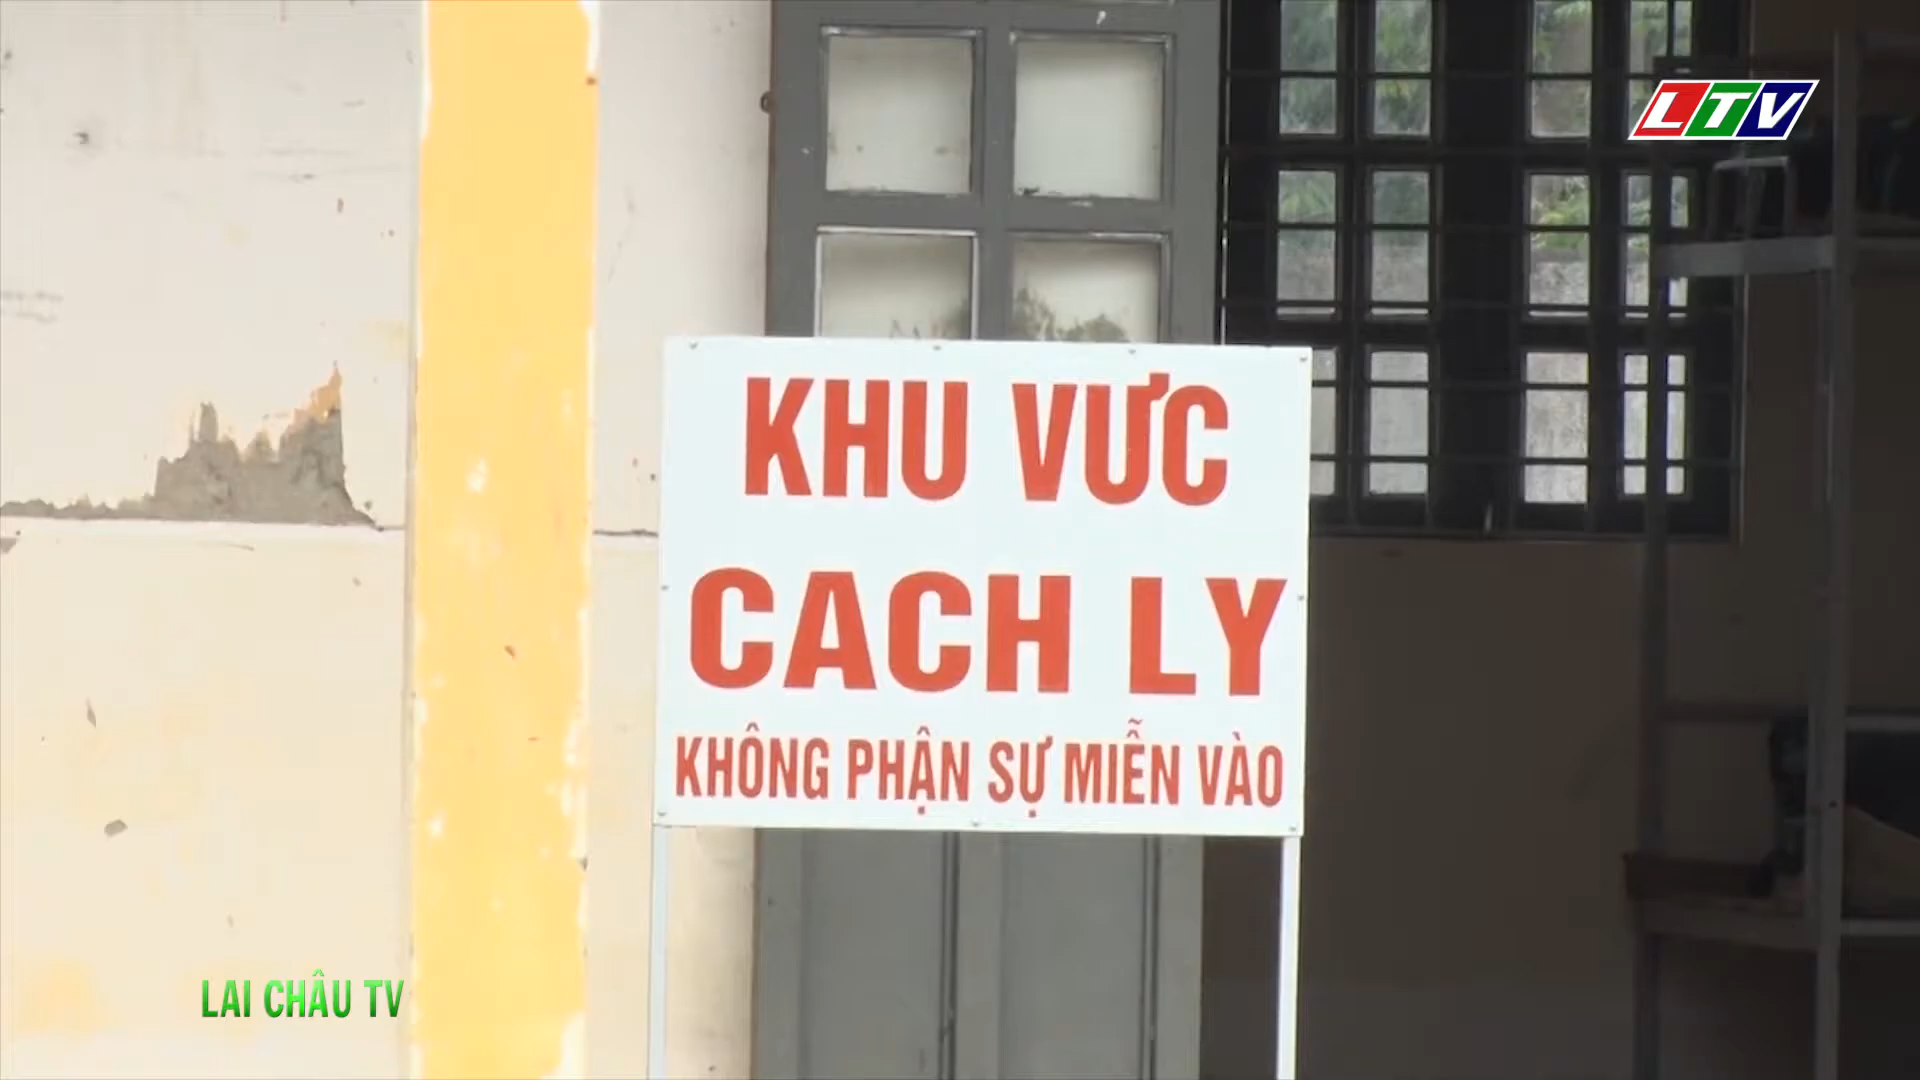 LTV
KHU VƯC
CACH LY
KHÔNG PHẬN SỰ MIỄN VÀO
LAI CHÂU TV